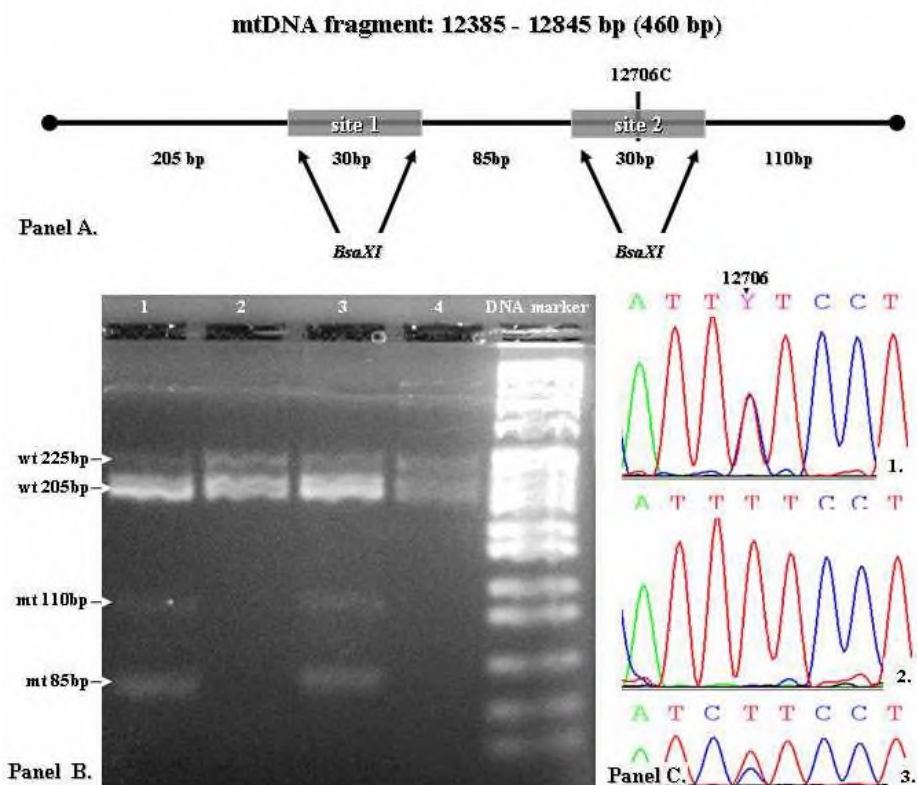 mtDNA fragment: 12385 - 12845 bp (460 bp)
12706C
site 1
site 2
205 bp
30bp
85bp
30bp
110bp
Panel A.
BsaXI
BsaXI
1 2 3 4 DNA marker
wt 225bp
wt 205bp
mt 110bp
mt 85bp
Panel B.
12706
A T T Y T C C T
1.
A T T T T C C T
2.
A T C T T C C T
Panel C.
3.